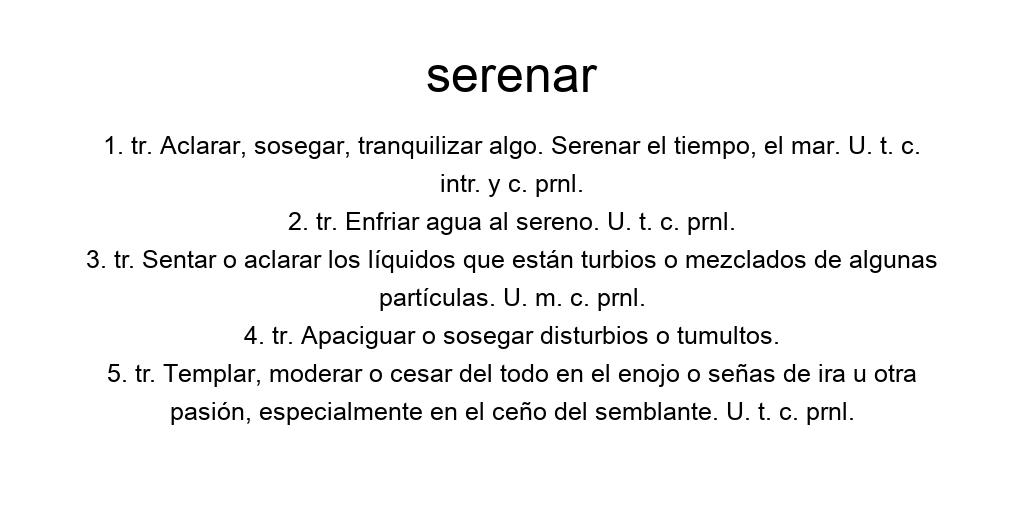 serenar
1. tr. Aclarar, sosegar, tranquilizar algo. Serenar el tiempo, el mar. U. t. c.
intr. y c. prnl.
2. tr. Enfriar agua al sereno. U. t. c. prnl.
3. tr. Sentar o aclarar los líquidos que están turbios o mezclados de algunas
partículas. U. m. c. prnl.
4. tr. Apaciguar o sosegar disturbios o tumultos.
5. tr. Templar, moderar o cesar del todo en el enojo o señas de ira u otra
pasión, especialmente en el ceño del semblante. U. t. c. prnl.